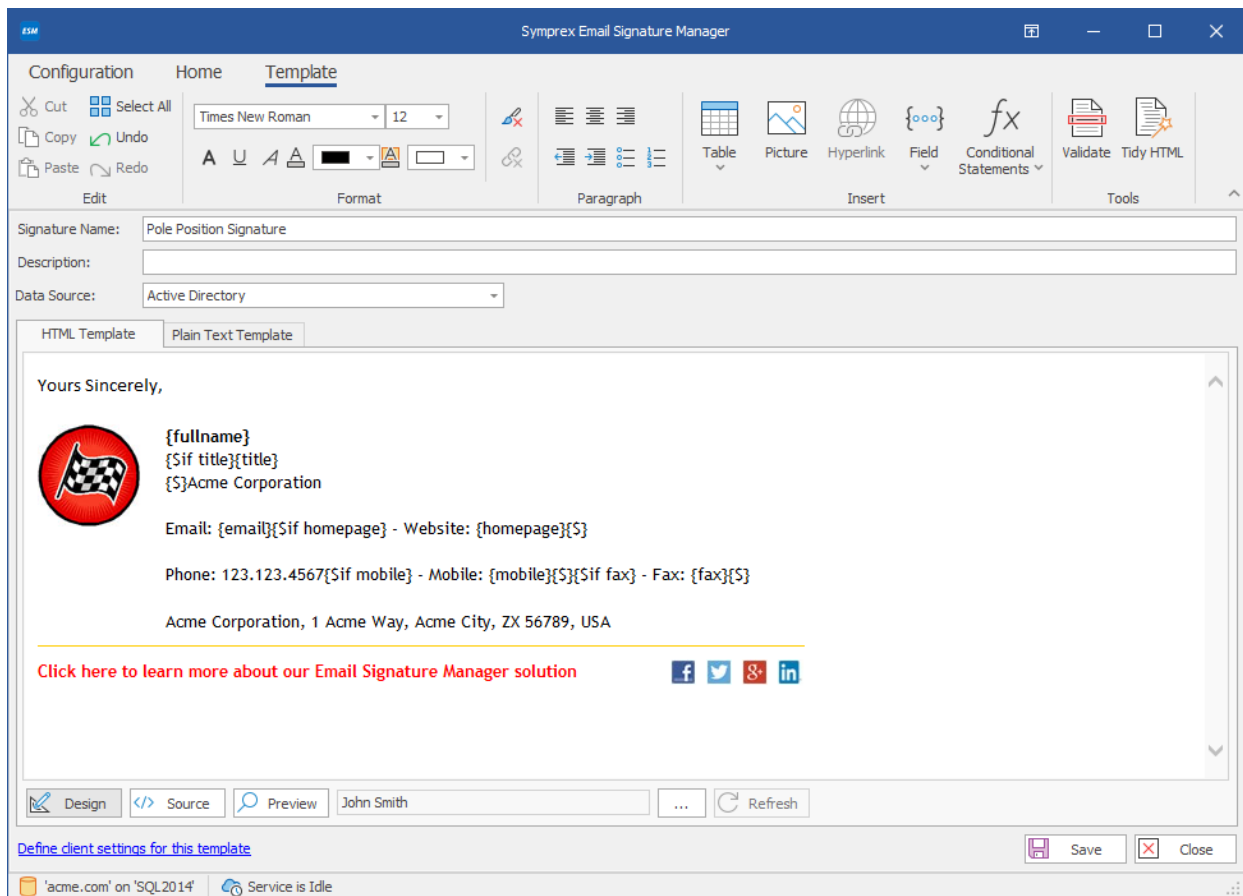 ESM Symprex Email Signature Manager
Configuration Home Template
Cut Select All
Copy Undo
Paste Redo
Edit
Times New Roman 12
A U A A A
Format
Paragraph
Table Picture Hyperlink {ooo} Field fx Conditional Statements
Insert
Validate Tidy HTML
Tools
Signature Name: Pole Position Signature
Description:
Data Source: Active Directory
HTML Template Plain Text Template
Yours Sincerely,
{fullname}
{$if title}{title}
{$}Acme Corporation
Email: {email}{$if homepage} - Website: {homepage}{$}
Phone: 123.123.4567{$if mobile} - Mobile: {mobile}{$}{$if fax} - Fax: {fax}{$}
Acme Corporation, 1 Acme Way, Acme City, ZX 56789, USA
Click here to learn more about our Email Signature Manager solution f g+ in
Design </> Source Preview John Smith ... Refresh
Define client settings for this template Save Close
'acme.com' on 'SQL2014' Service is Idle